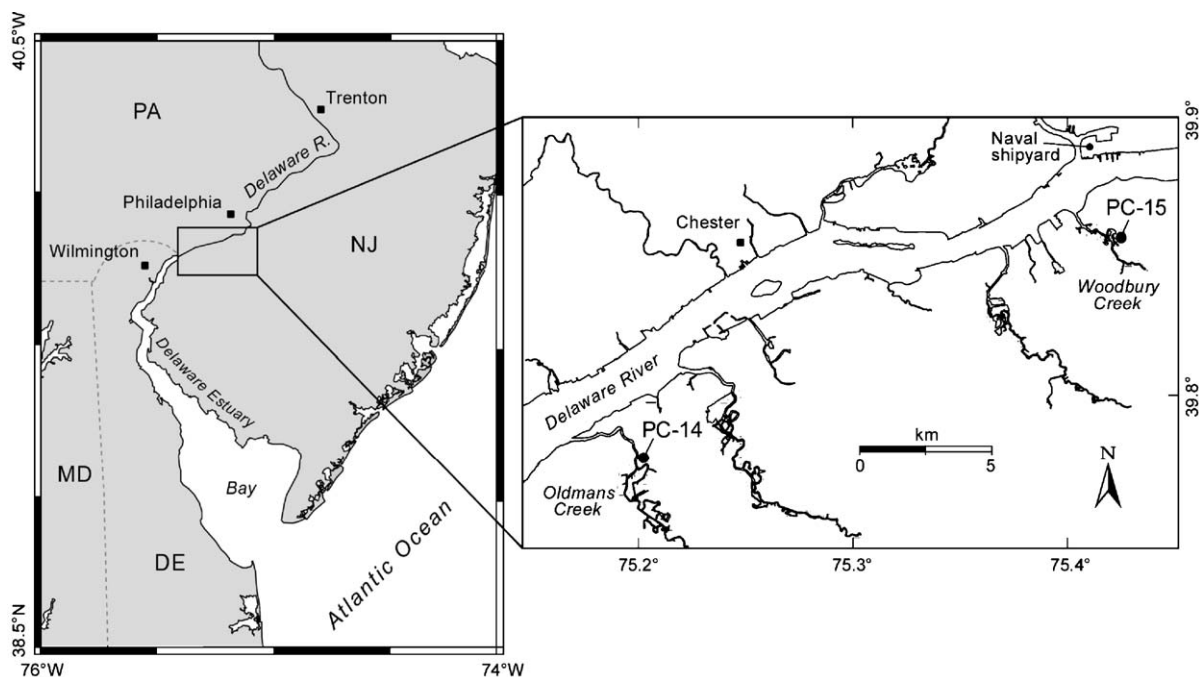 40.5°N
PA
Trenton
Delaware R.
Philadelphia
NJ
Wilmington
Delaware Estuary
MD
Bay
DE
Atlantic Ocean
38.5°N
76°W
74°W
39.9°
Naval
shipyard
PC-15
Chester
Woodbury
Creek
Delaware River
39.8°
PC-14
km
0
5
N
Oldmans
Creek
75.2°
75.3°
75.4°